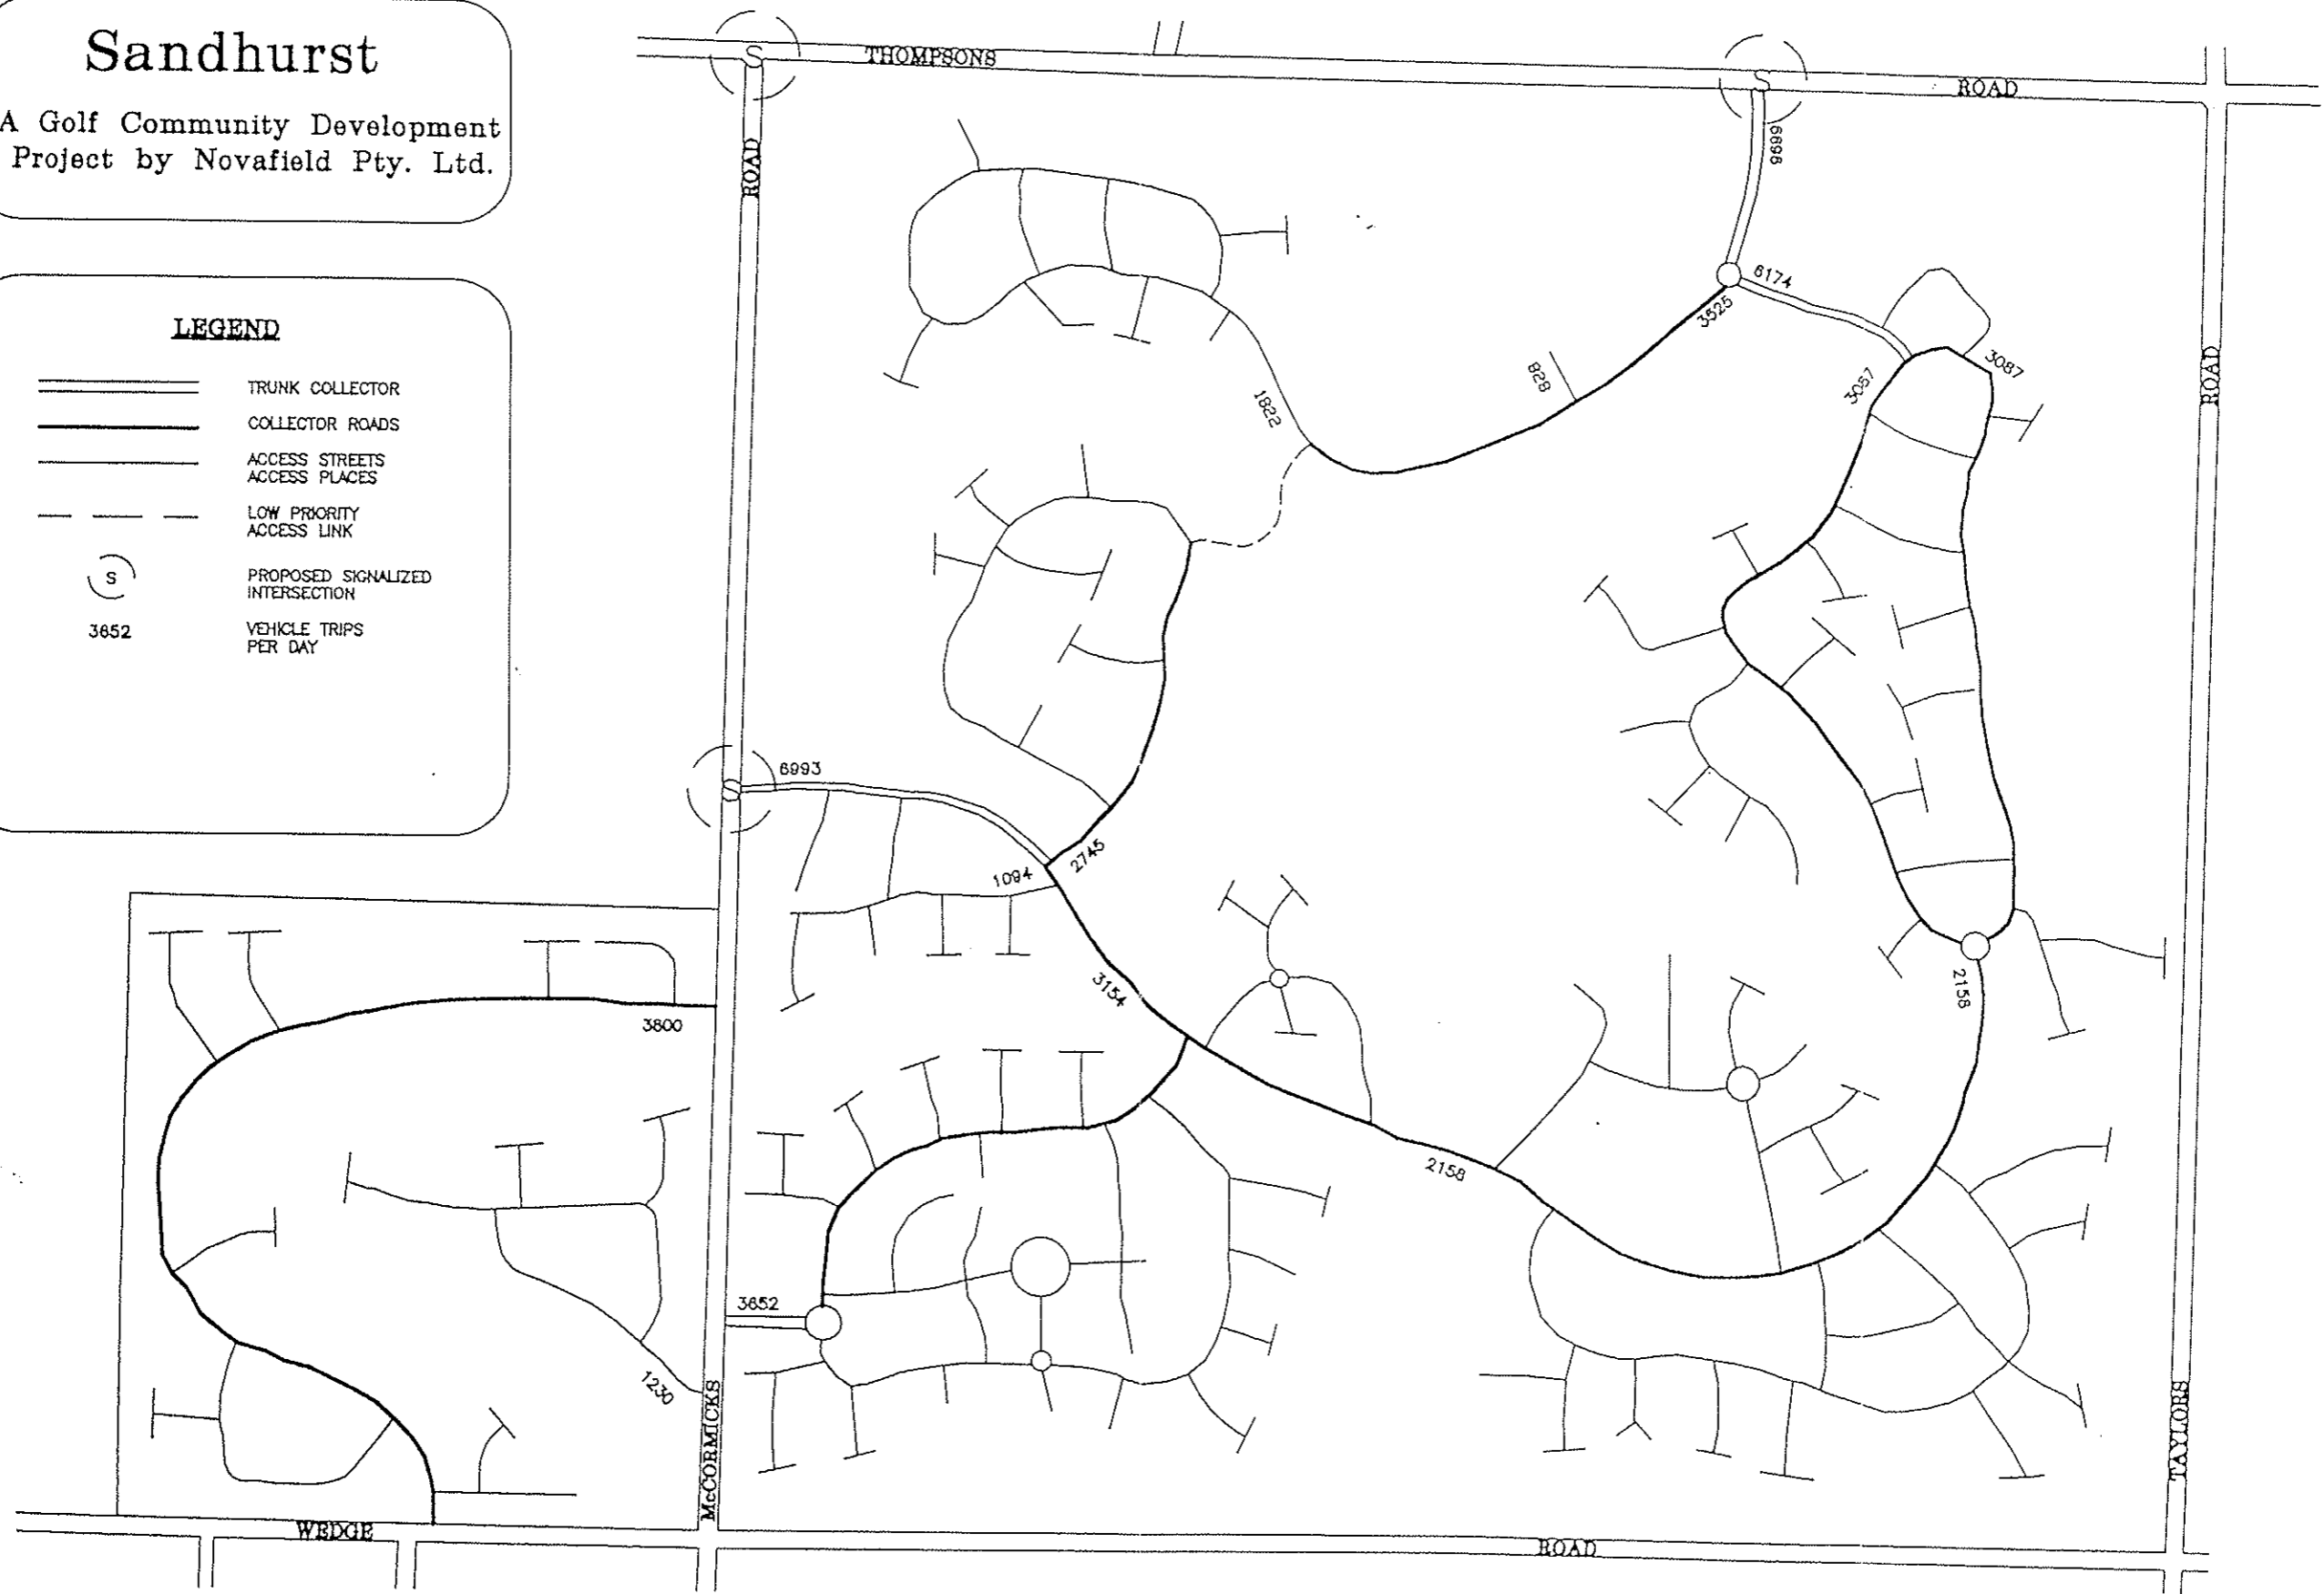 Sandhurst
A Golf Community Development
Project by Novafield Pty. Ltd.
LEGEND
TRUNK COLLECTOR
COLLECTOR ROADS
ACCESS STREETS
ACCESS PLACES
LOW PRIORITY
ACCESS LINK
S
PROPOSED SIGNALIZED
INTERSECTION
3652
VEHICLE TRIPS
PER DAY
S
THOMPSONS
S
ROAD
ROAD
6998
6174
3525
3087
3057
828
ROAD
1822
S
6993
2745
1094
2158
3154
3800
2158
3652
1230
McCORMICKS
TAYLORS
WEDGE
ROAD